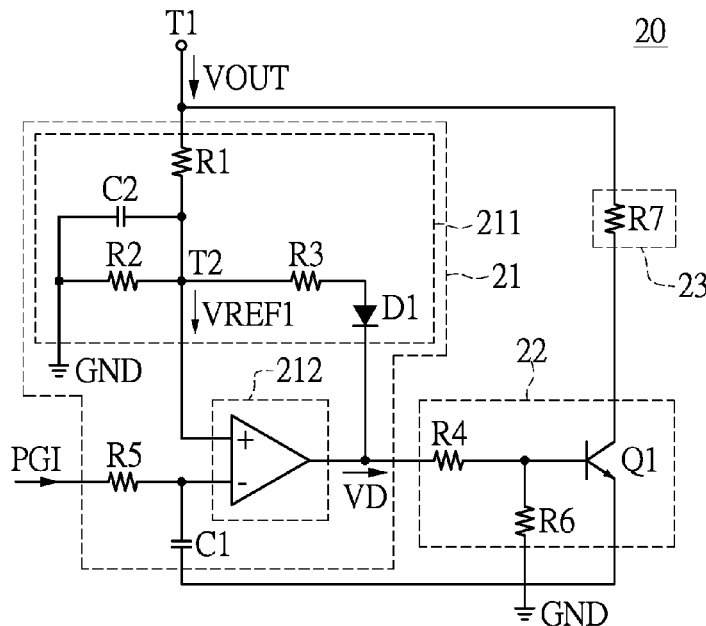 T1
20
VOUT
R1
C2
R7
211
R2
T2
R3
21
23
VREF1
D1
GND
212
22
PGI
R5
+
-
VD
R4
Q1
R6
C1
GND